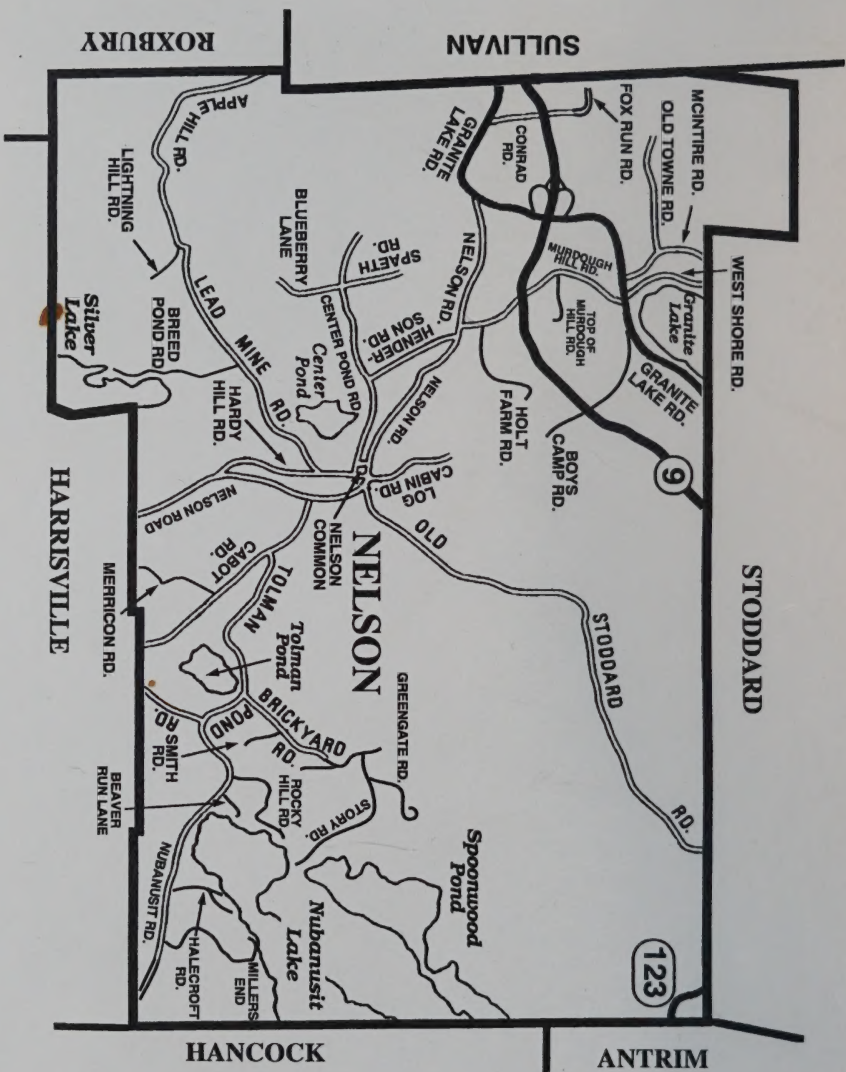 ROXBURY
SULLIVAN
STODDARD
ANTRIM
HANCOCK
HARRISVILLE
NELSON
APPLE HILL RD.
LIGHTNING
HILL RD.
LEAD MINE RD.
BREED
POND RD.
Silver
Lake
HARDY
HILL RD.
BLUEBERRY
LANE
SPAETH
RD.
CENTER POND RD.
Center
Pond
HENDER-
SON RD.
NELSON RD.
NELSON RD.
GRANITE
LAKE RD.
CONRAD
RD.
FOX RUN RD.
OLD TOWNE RD.
MCINTIRE RD.
WEST SHORE RD.
MURDOUGH
HILL RD.
TOP OF
MURDOUGH
HILL RD.
Granite
Lake
GRANITE
LAKE RD.
BOYS
CAMP RD.
HOLT
FARM RD.
9
LOG
CABIN RD.
NELSON
COMMON
NELSON ROAD
OLD STODDARD RD.
CABOT
RD.
MERRICON RD.
TOLMAN POND RD.
Tolman
Pond
SMITH
RD.
BRICKYARD
RD.
GREENGATE RD.
STORY RD.
ROCKY
HILL RD
BEAVER
RUN LANE
NUBANUSIT RD.
HALECROFT
RD.
MILLERS
END
Nubanusit
Lake
Spoonwood
Pond
123